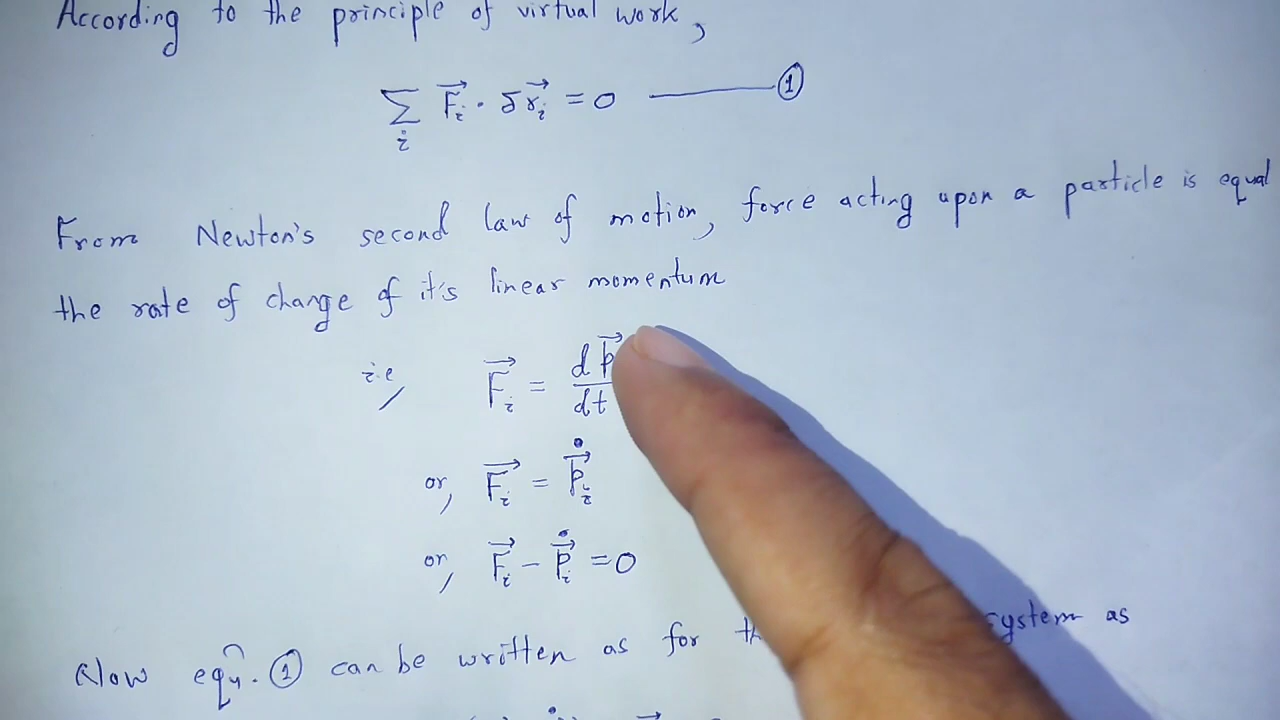 According to the principle of virtual work,
∑ᵢ F⃗ᵢ · δr⃗ᵢ = 0 ——— ①
From Newton's second law of motion, force acting upon a particle is equal
the rate of change of it's linear momentum
i.e, F⃗ᵢ = dp⃗/dt
or, F⃗ᵢ = ṗ⃗ᵢ
or, F⃗ᵢ - ṗ⃗ᵢ = 0
Now eqn. ① can be written as for system as